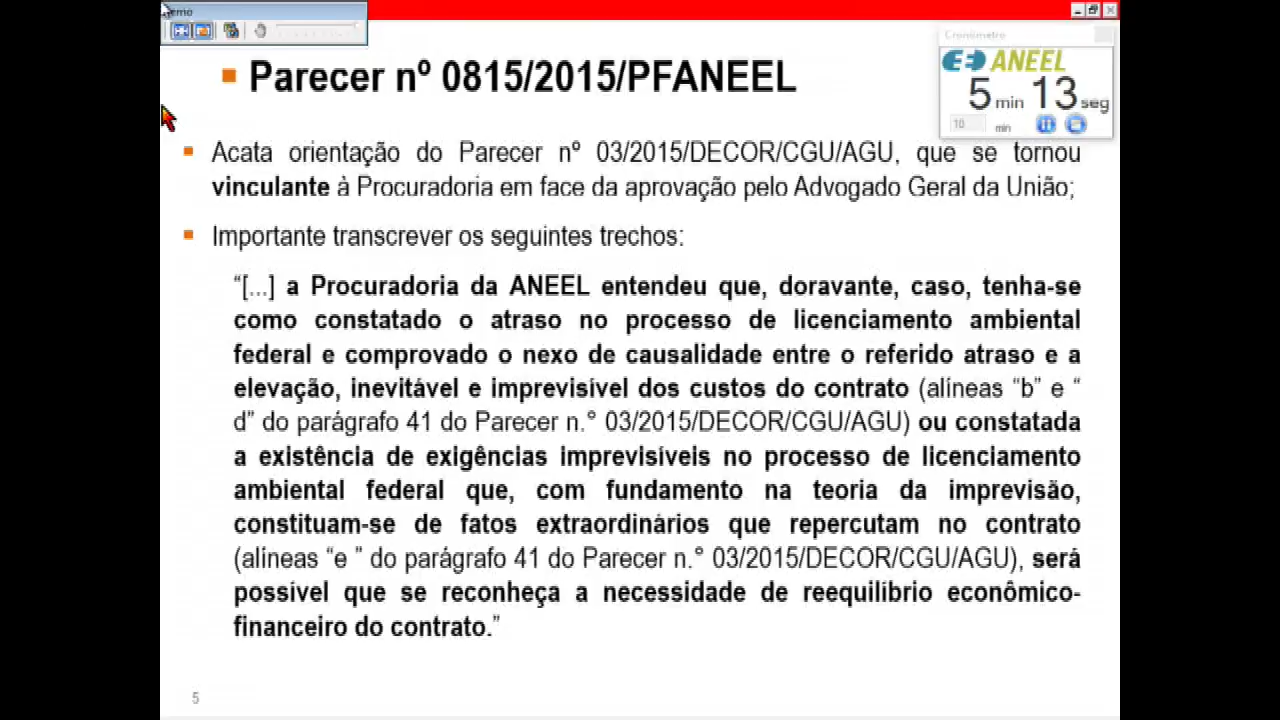 emo
Cronômetro
ANEEL
5 min 13 seg
10 min
▪ Parecer nº 0815/2015/PFANEEL
▪ Acata orientação do Parecer nº 03/2015/DECOR/CGU/AGU, que se tornou
vinculante à Procuradoria em face da aprovação pelo Advogado Geral da União;
▪ Importante transcrever os seguintes trechos:
“[...] a Procuradoria da ANEEL entendeu que, doravante, caso, tenha-se
como constatado o atraso no processo de licenciamento ambiental
federal e comprovado o nexo de causalidade entre o referido atraso e a
elevação, inevitável e imprevisível dos custos do contrato (alíneas “b” e “
d” do parágrafo 41 do Parecer n.° 03/2015/DECOR/CGU/AGU) ou constatada
a existência de exigências imprevisíveis no processo de licenciamento
ambiental federal que, com fundamento na teoria da imprevisão,
constituam-se de fatos extraordinários que repercutam no contrato
(alíneas “e ” do parágrafo 41 do Parecer n.° 03/2015/DECOR/CGU/AGU), será
possível que se reconheça a necessidade de reequilíbrio econômico-
financeiro do contrato.”
5